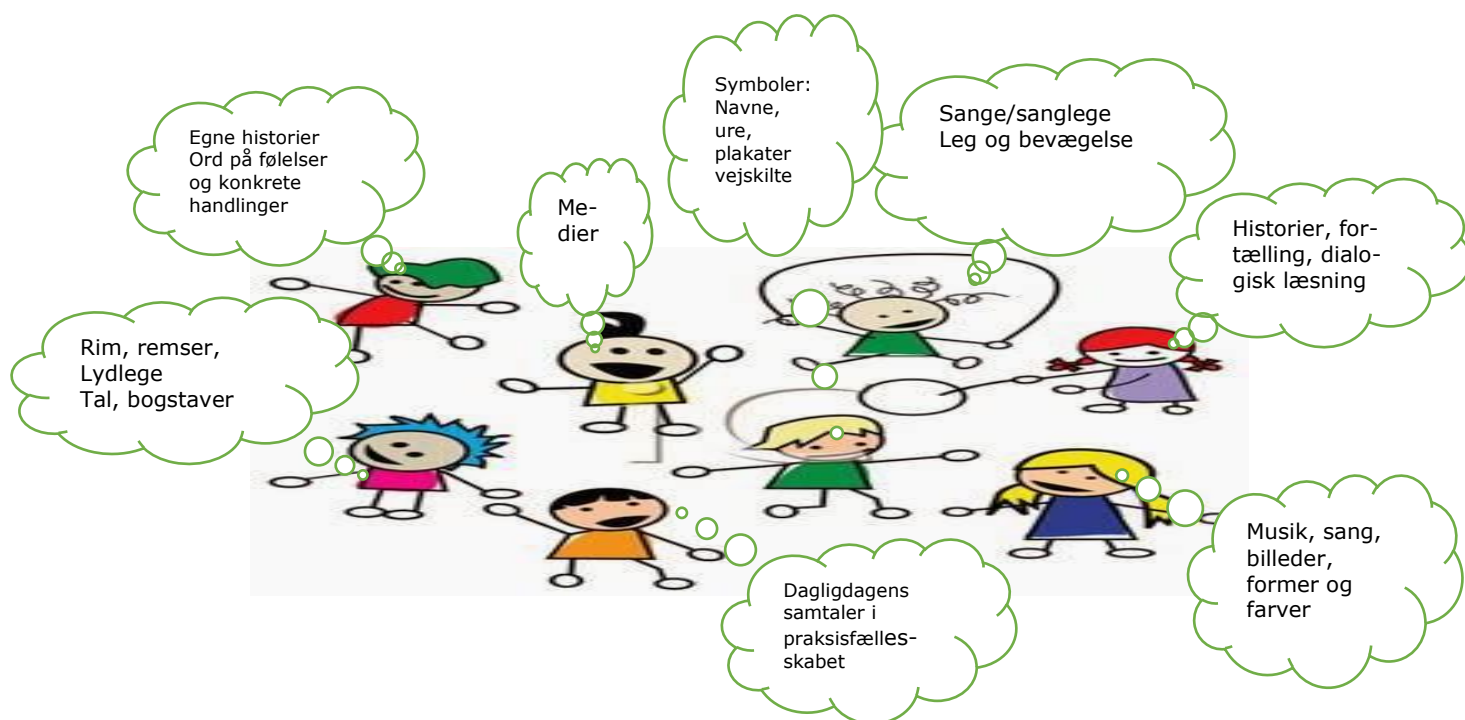 Egne historier
Ord på følelser
og konkrete
handlinger
Me-
dier
Symboler:
Navne,
ure,
plakater
vejskilte
Sange/sanglege
Leg og bevægelse
Historier, for-
tælling, dialo-
gisk læsning
Rim, remser,
Lydlege
Tal, bogstaver
Dagligdagens
samtaler i
praksisfælles-
skabet
Musik, sang,
billeder,
former og
farver